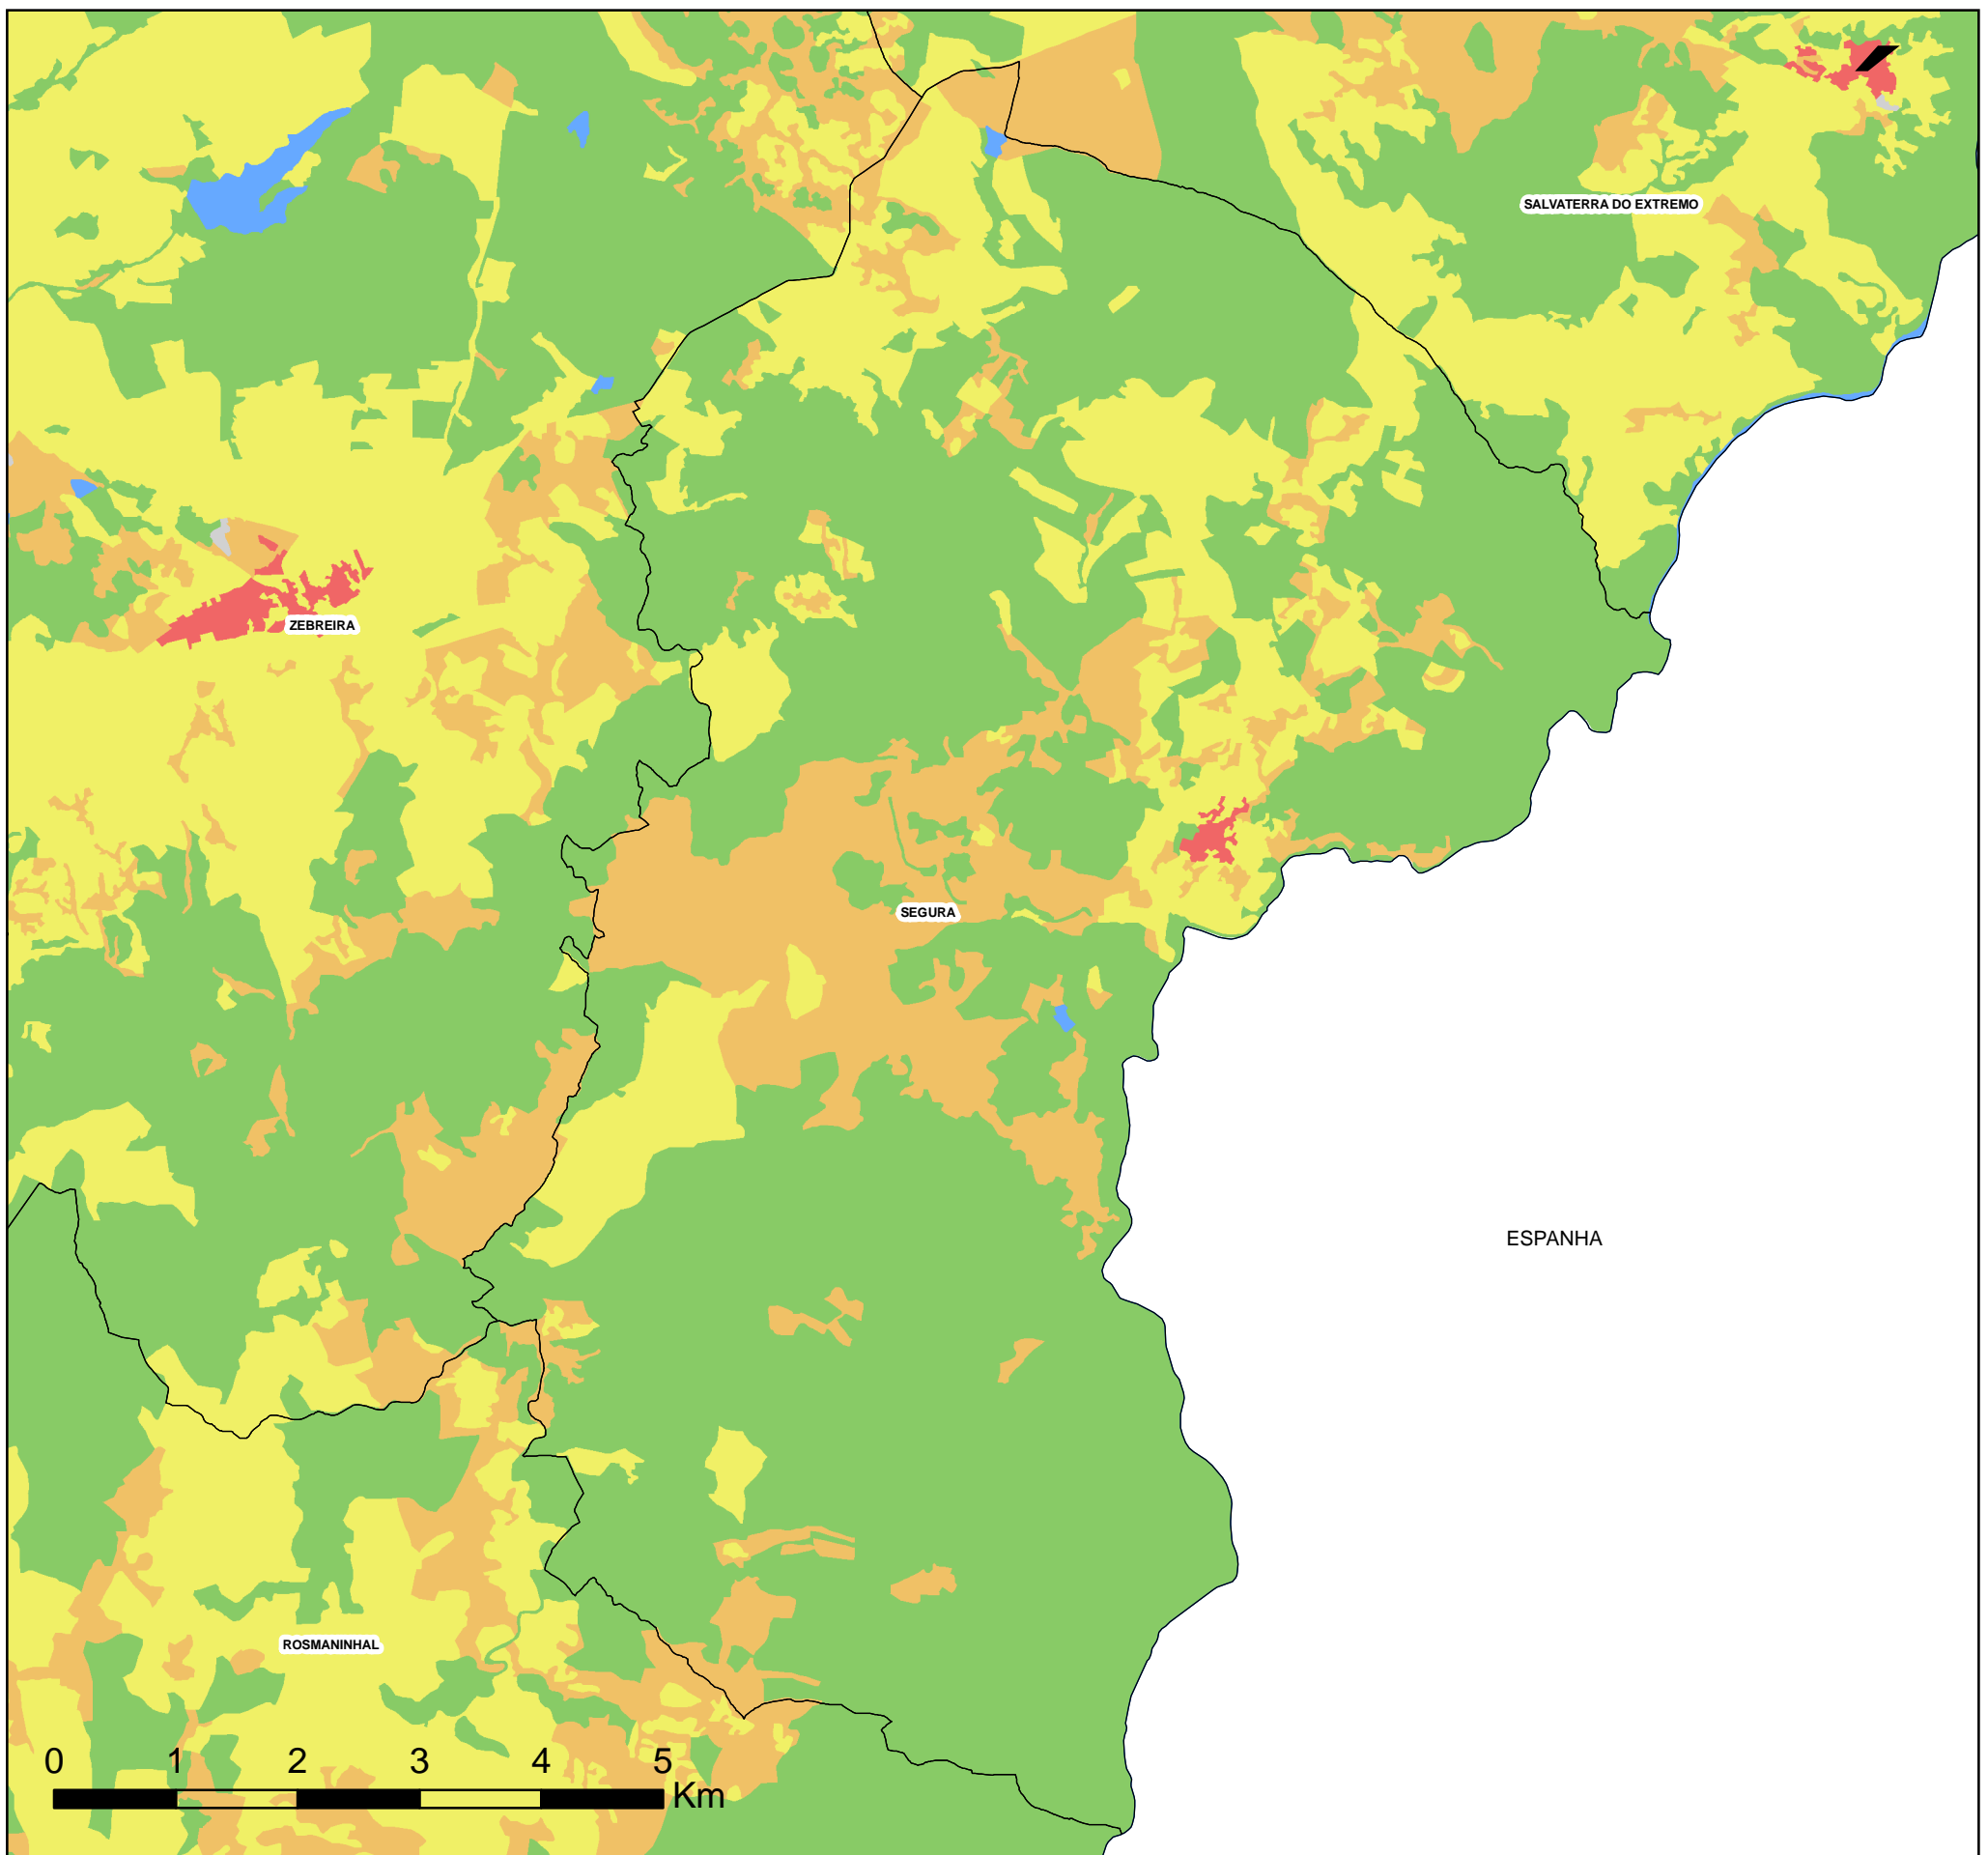 SALVATERRA DO EXTREMO
ZEBREIRA
SEGURA
ESPANHA
ROSMANINHAL
0 1 2 3 4 5
Km